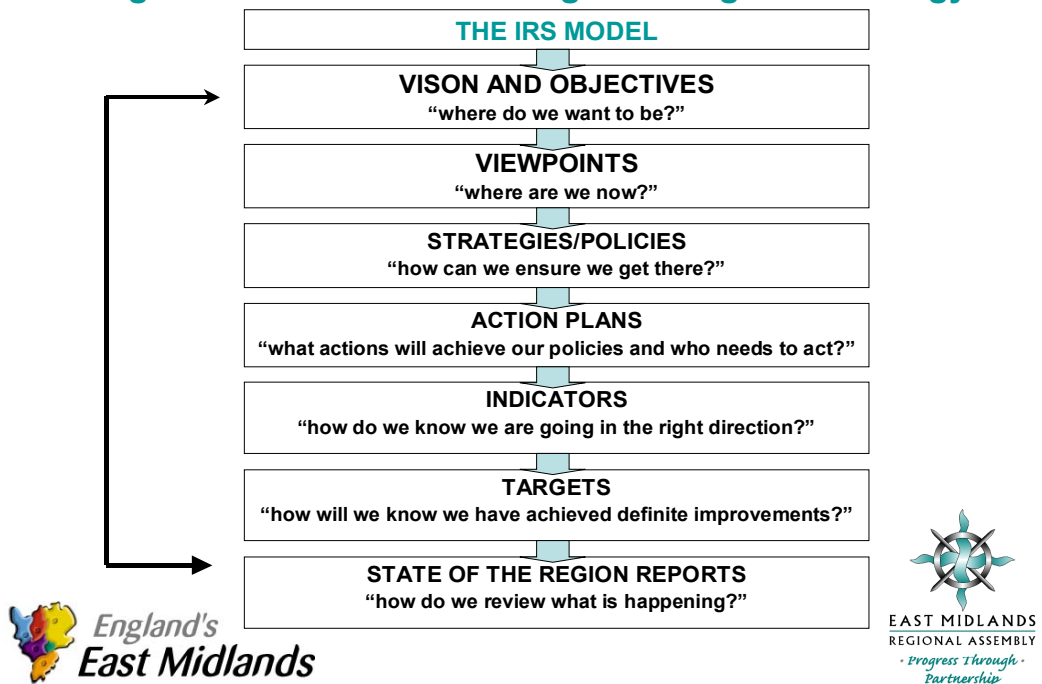 THE IRS MODEL
VISON AND OBJECTIVES
“where do we want to be?”
VIEWPOINTS
“where are we now?”
STRATEGIES/POLICIES
“how can we ensure we get there?”
ACTION PLANS
“what actions will achieve our policies and who needs to act?”
INDICATORS
“how do we know we are going in the right direction?”
TARGETS
“how will we know we have achieved definite improvements?”
STATE OF THE REGION REPORTS
“how do we review what is happening?”
England's
East Midlands
EAST MIDLANDS
REGIONAL ASSEMBLY
· Progress Through ·
Partnership